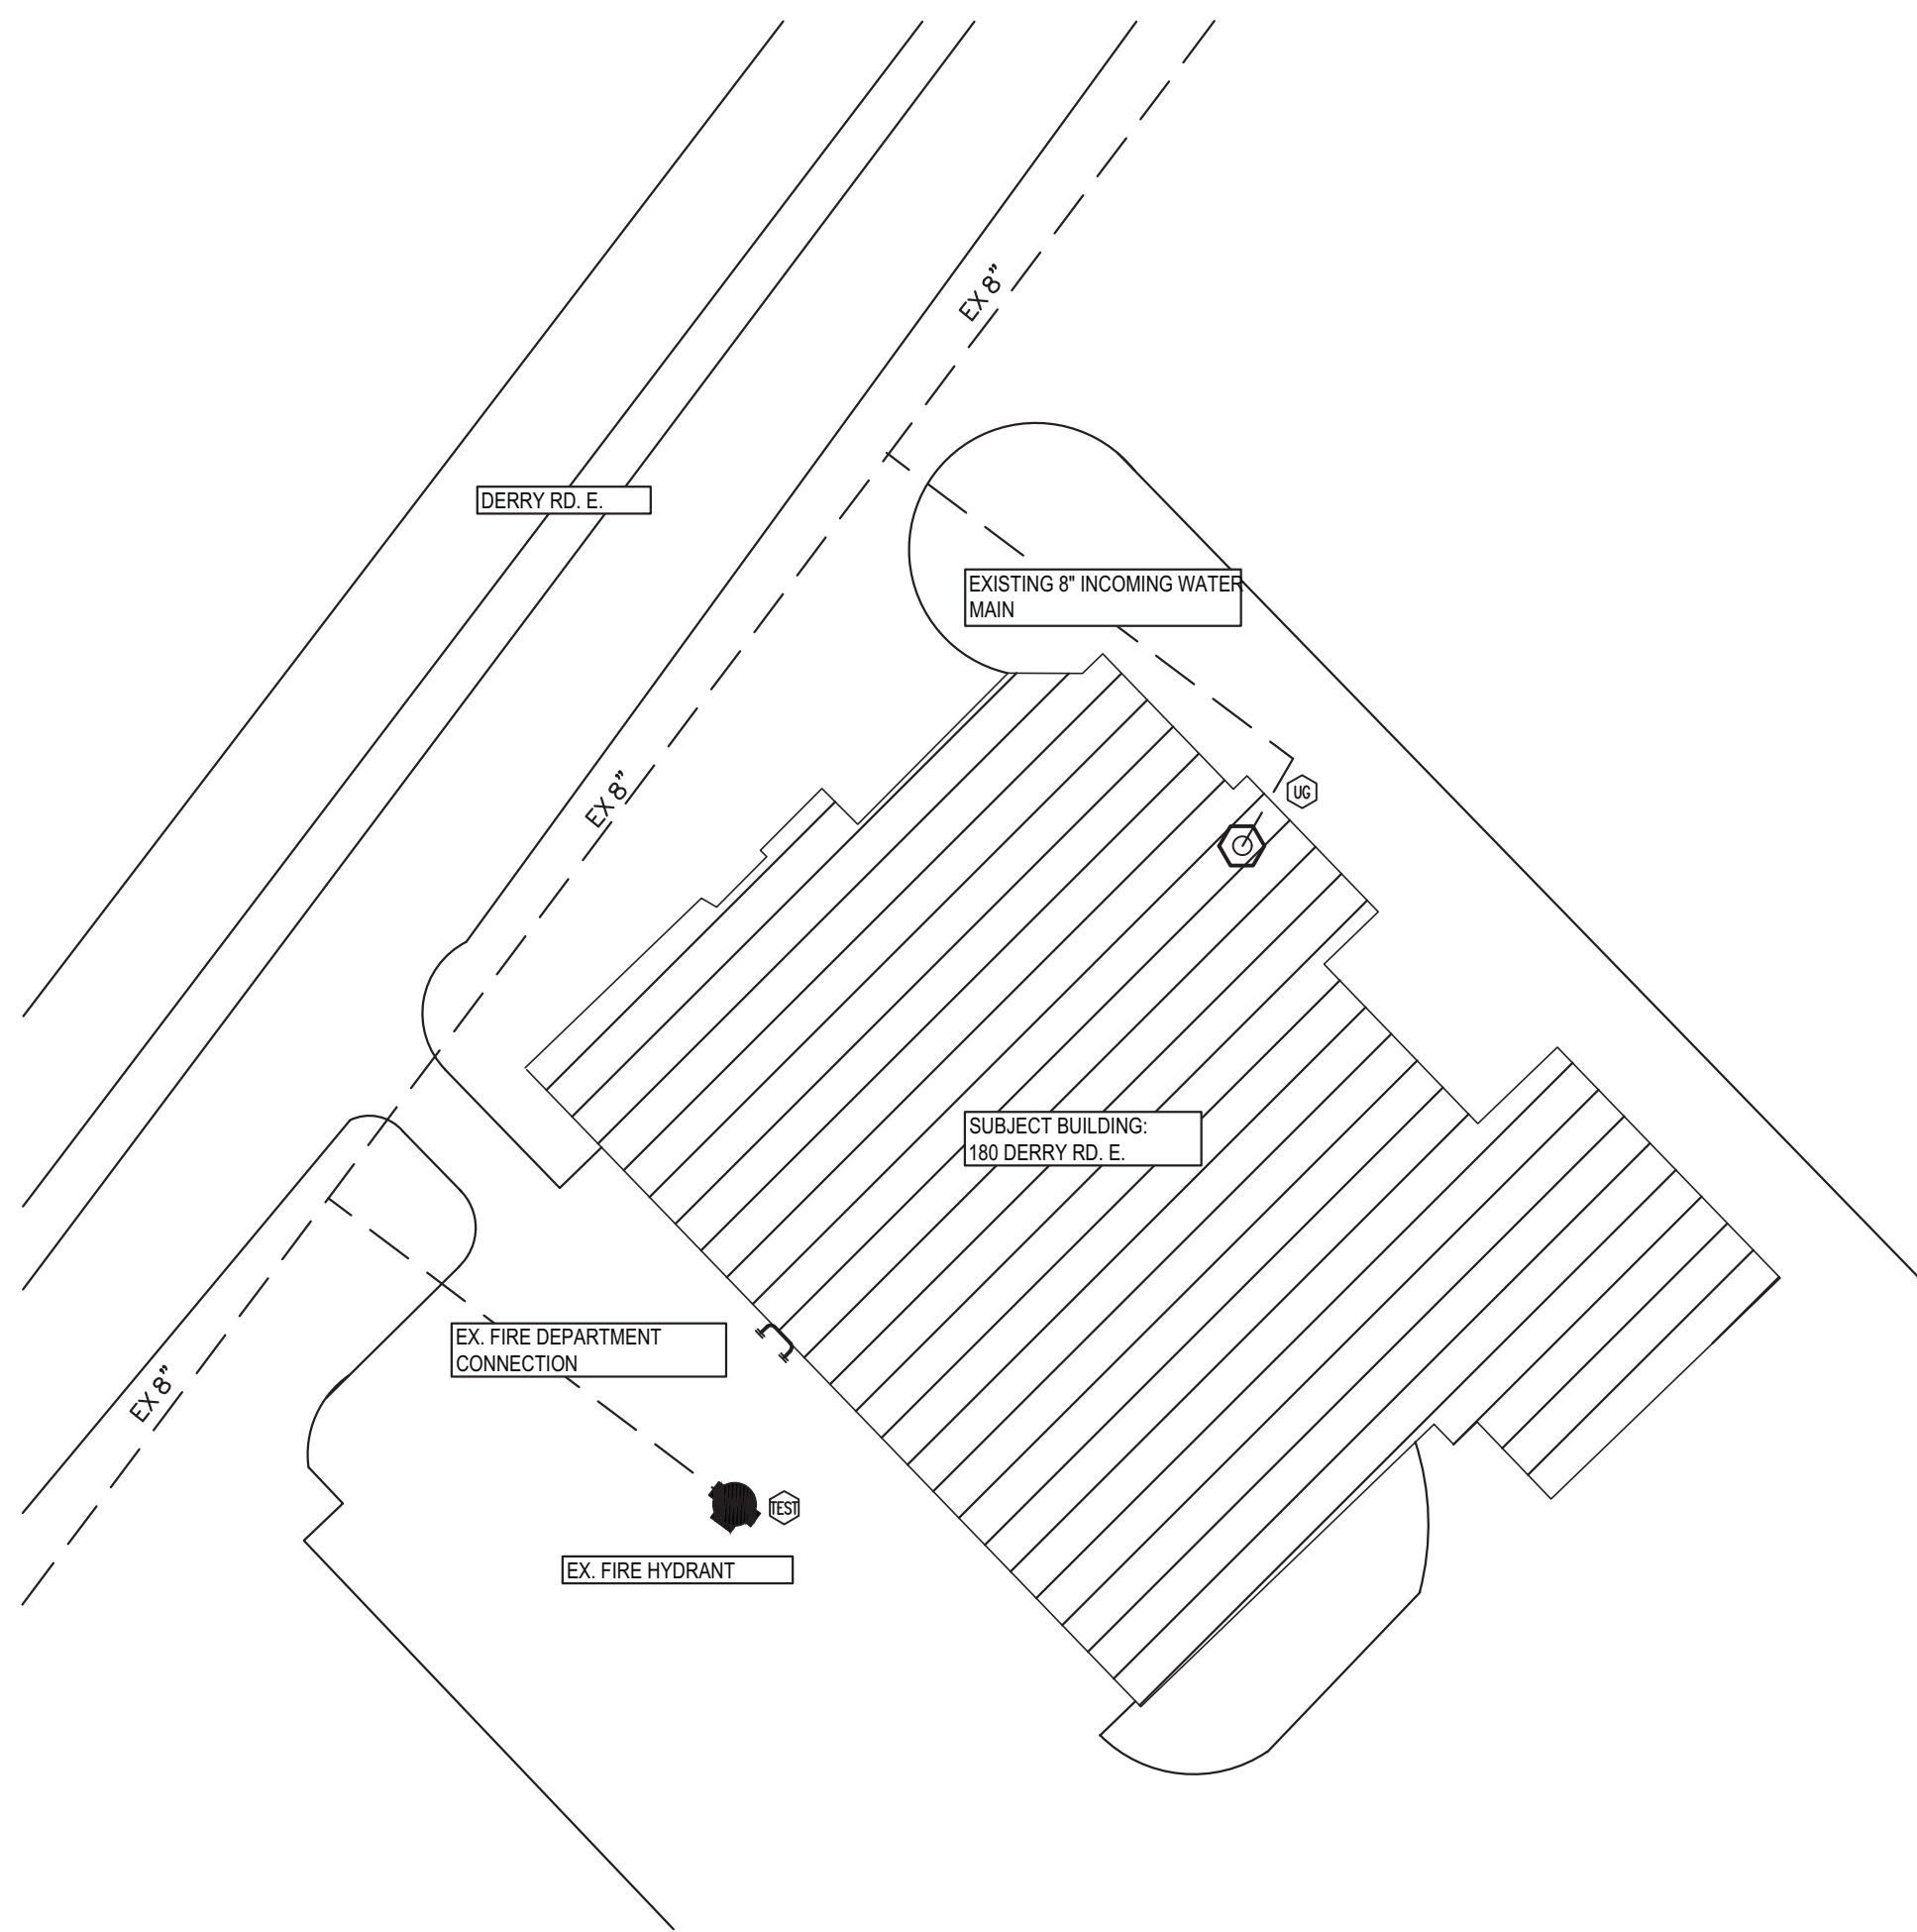 EX 8”
DERRY RD. E.
EXISTING 8" INCOMING WATER
MAIN
EX 8”
UG
SUBJECT BUILDING:
180 DERRY RD. E.
EX. FIRE DEPARTMENT
CONNECTION
EX 8”
TEST
EX. FIRE HYDRANT